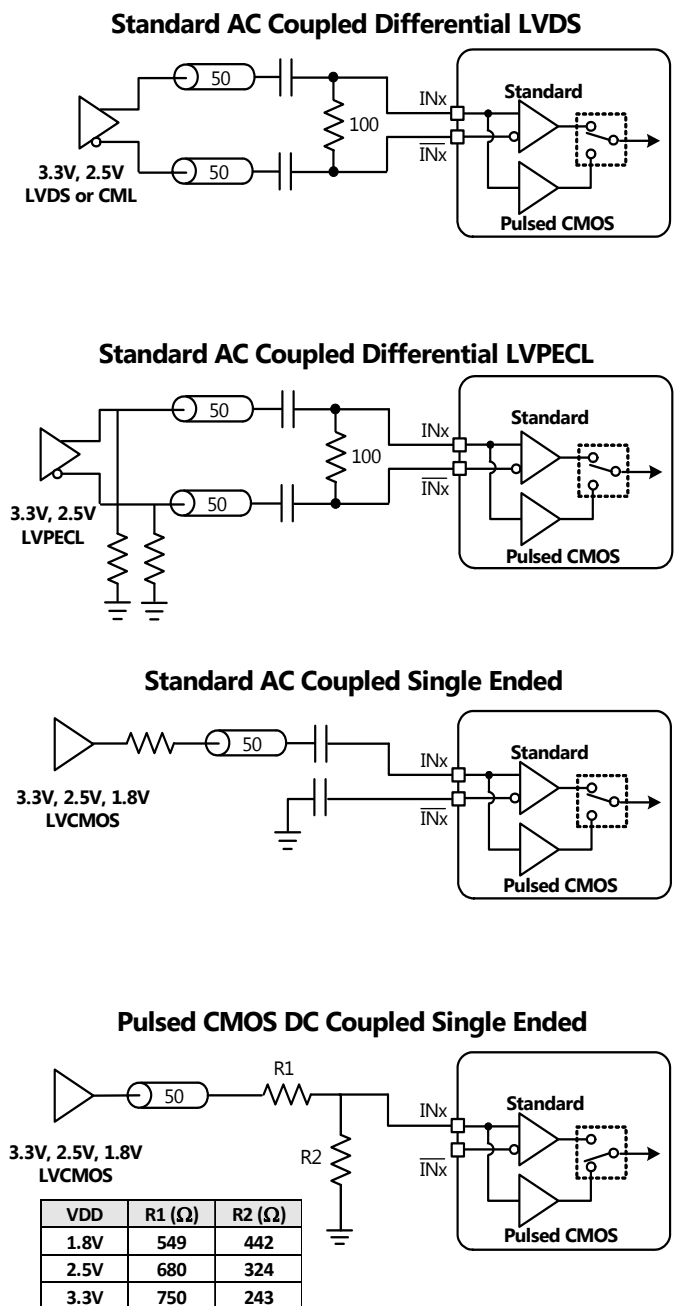 Standard AC Coupled Differential LVDS
50
INx
Standard
100
INx
50
3.3V, 2.5V
LVDS or CML
Pulsed CMOS
Standard AC Coupled Differential LVPECL
50
INx
Standard
100
INx
50
3.3V, 2.5V
LVPECL
Pulsed CMOS
Standard AC Coupled Single Ended
50
INx
Standard
3.3V, 2.5V, 1.8V
LVCMOS
INx
Pulsed CMOS
Pulsed CMOS DC Coupled Single Ended
R1
50
INx
Standard
3.3V, 2.5V, 1.8V
LVCMOS
R2
INx
Pulsed CMOS
VDD R1 (Ω) R2 (Ω)
1.8V 549 442
2.5V 680 324
3.3V 750 243